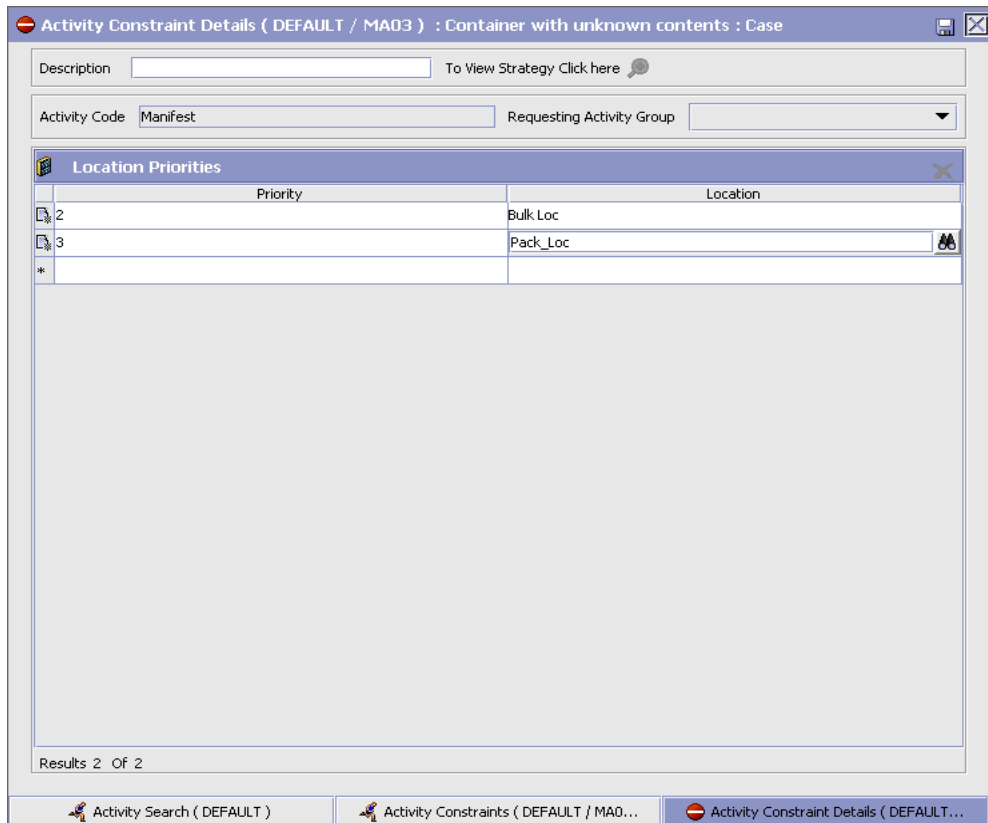 Activity Constraint Details ( DEFAULT / MA03 ) : Container with unknown contents : Case
Description To View Strategy Click here
Activity Code Manifest Requesting Activity Group
Location Priorities
Priority Location
2 Bulk Loc
3 Pack_Loc
*
Results 2 Of 2
Activity Search ( DEFAULT ) Activity Constraints ( DEFAULT / MA0... Activity Constraint Details ( DEFAULT...